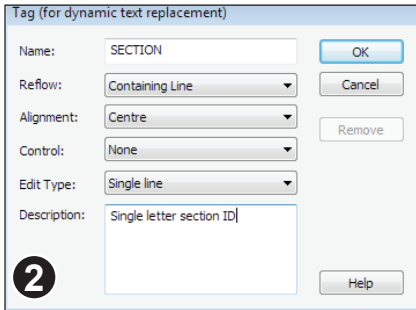 Tag (for dynamic text replacement)
Name: SECTION OK
Reflow: Containing Line Cancel
Alignment: Centre Remove
Control: None
Edit Type: Single line
Description: Single letter section ID
2 Help